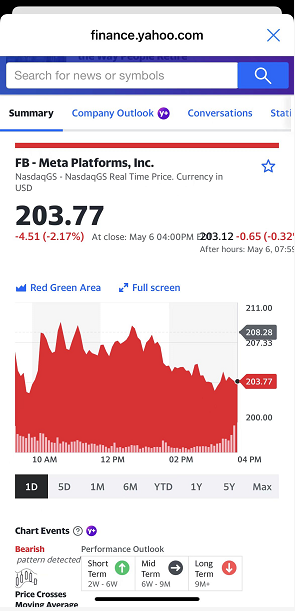 finance.yahoo.com
the Way People Retire
Search for news or symbols
Summary Company Outlook y+ Conversations Stati
FB - Meta Platforms, Inc.
NasdaqGS - NasdaqGS Real Time Price. Currency in
USD
203.77
-4.51 (-2.17%) At close: May 6 04:00PM E 203.12 -0.65 (-0.32%
After hours: May 6, 07:59
Red Green Area Full screen
211.00
208.28
207.33
203.77
200.00
10 AM 12 PM 02 PM 04 PM
1D 5D 1M 6M YTD 1Y 5Y Max
Chart Events ? y+
Bearish
pattern detected
Performance Outlook
Short
Term
2W - 6W
Mid
Term
6W - 9M
Long
Term
9M+
Price Crosses
Moving Average